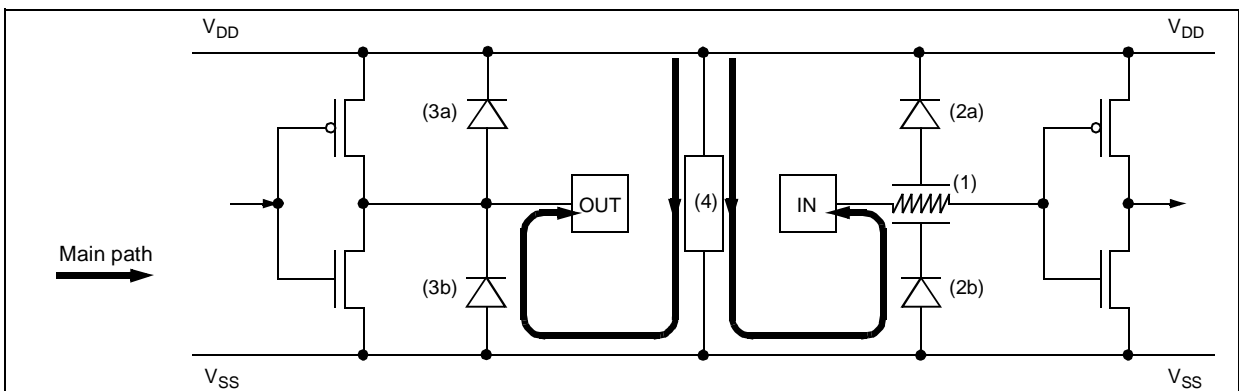 VDD VDD
(3a) (2a)
(1)
OUT (4) IN
Main path
(3b) (2b)
VSS VSS